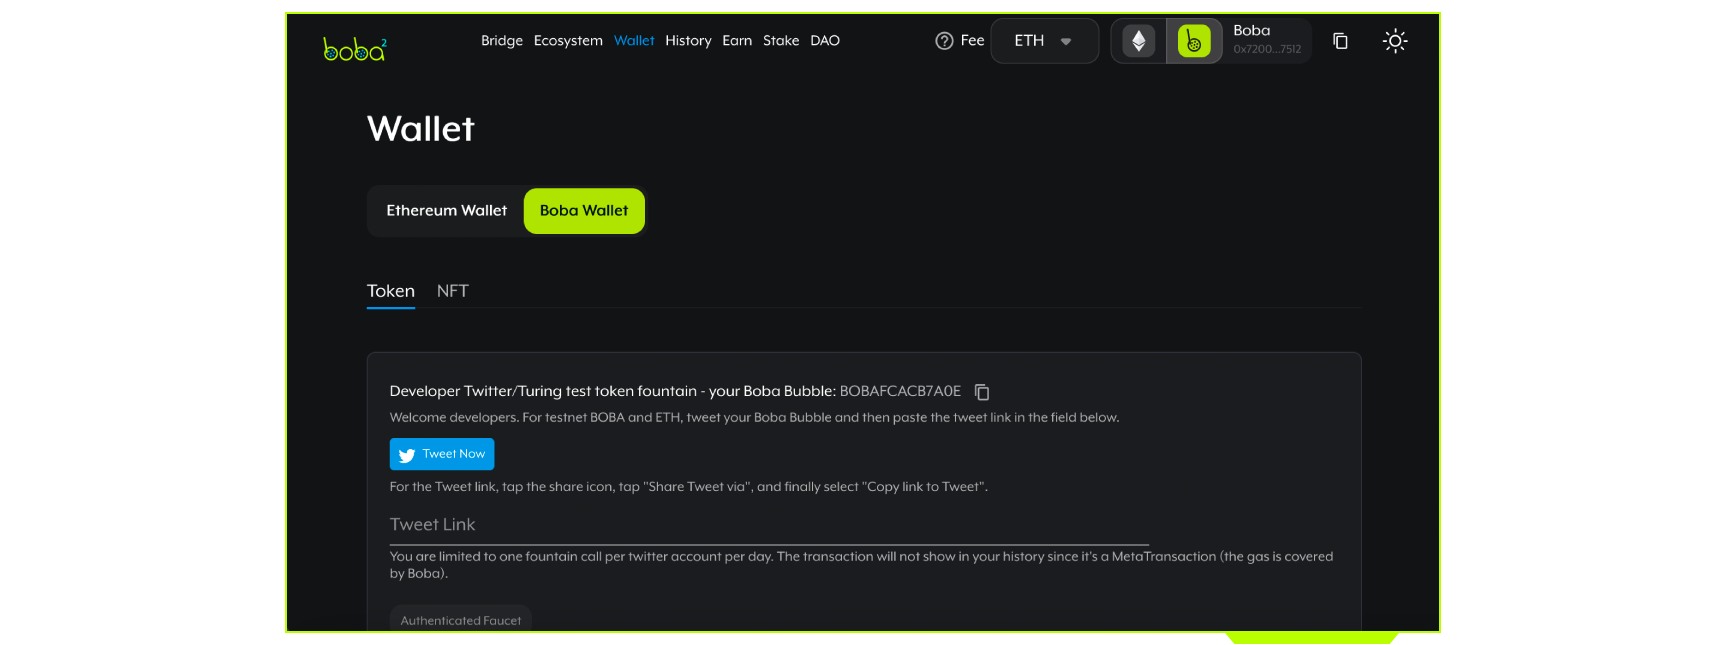 boba2
Bridge Ecosystem Wallet History Earn Stake DAO
Fee
ETH
Boba
0x7200...7512
Wallet
Ethereum Wallet
Boba Wallet
Token
NFT
Developer Twitter/Turing test token fountain - your Boba Bubble: BOBAFCACB7A0E
Welcome developers. For testnet BOBA and ETH, tweet your Boba Bubble and then paste the tweet link in the field below.
Tweet Now
For the Tweet link, tap the share icon, tap "Share Tweet via", and finally select "Copy link to Tweet".
Tweet Link
You are limited to one fountain call per twitter account per day. The transaction will not show in your history since it's a MetaTransaction (the gas is covered
by Boba).
Authenticated Faucet